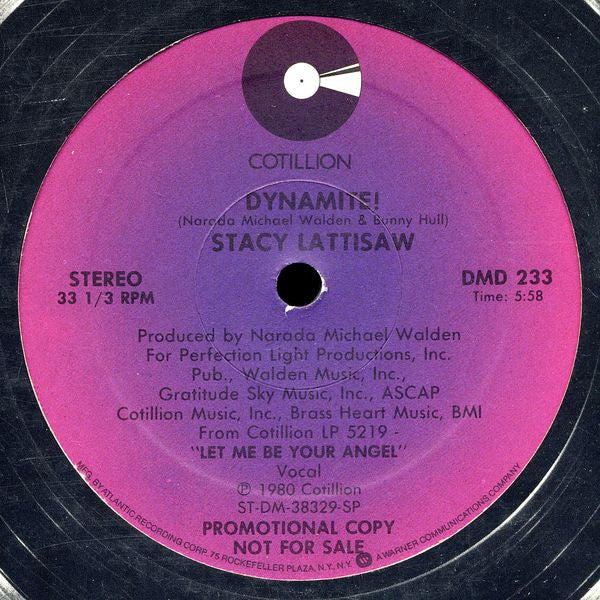 COTILLION
DYNAMITE!
(Narada Michael Walden & Bunny Hull)
STACY LATTISAW
STEREO
33 1/3 RPM
DMD 233
Time: 5:58
Produced by Narada Michael Walden
For Perfection Light Productions, Inc.
Pub., Walden Music, Inc.,
Gratitude Sky Music, Inc., ASCAP
Cotillion Music, Inc., Brass Heart Music, BMI
From Cotillion LP 5219 -
"LET ME BE YOUR ANGEL"
Vocal
℗ 1980 Cotillion
ST-DM-38329-SP
PROMOTIONAL COPY
NOT FOR SALE
MFG. BY ATLANTIC RECORDING CORP. 75 ROCKEFELLER PLAZA, N.Y. N.Y. A WARNER COMMUNICATIONS COMPANY